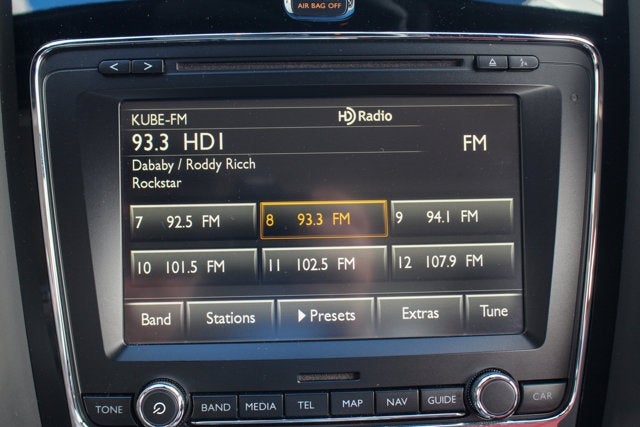 AIR BAG OFF
KUBE-FM HD Radio
93.3 HD1 FM
Dababy / Roddy Ricch
Rockstar
7 92.5 FM 8 93.3 FM 9 94.1 FM
10 101.5 FM 11 102.5 FM 12 107.9 FM
Band Stations Presets Extras Tune
TONE BAND MEDIA TEL MAP NAV GUIDE CAR